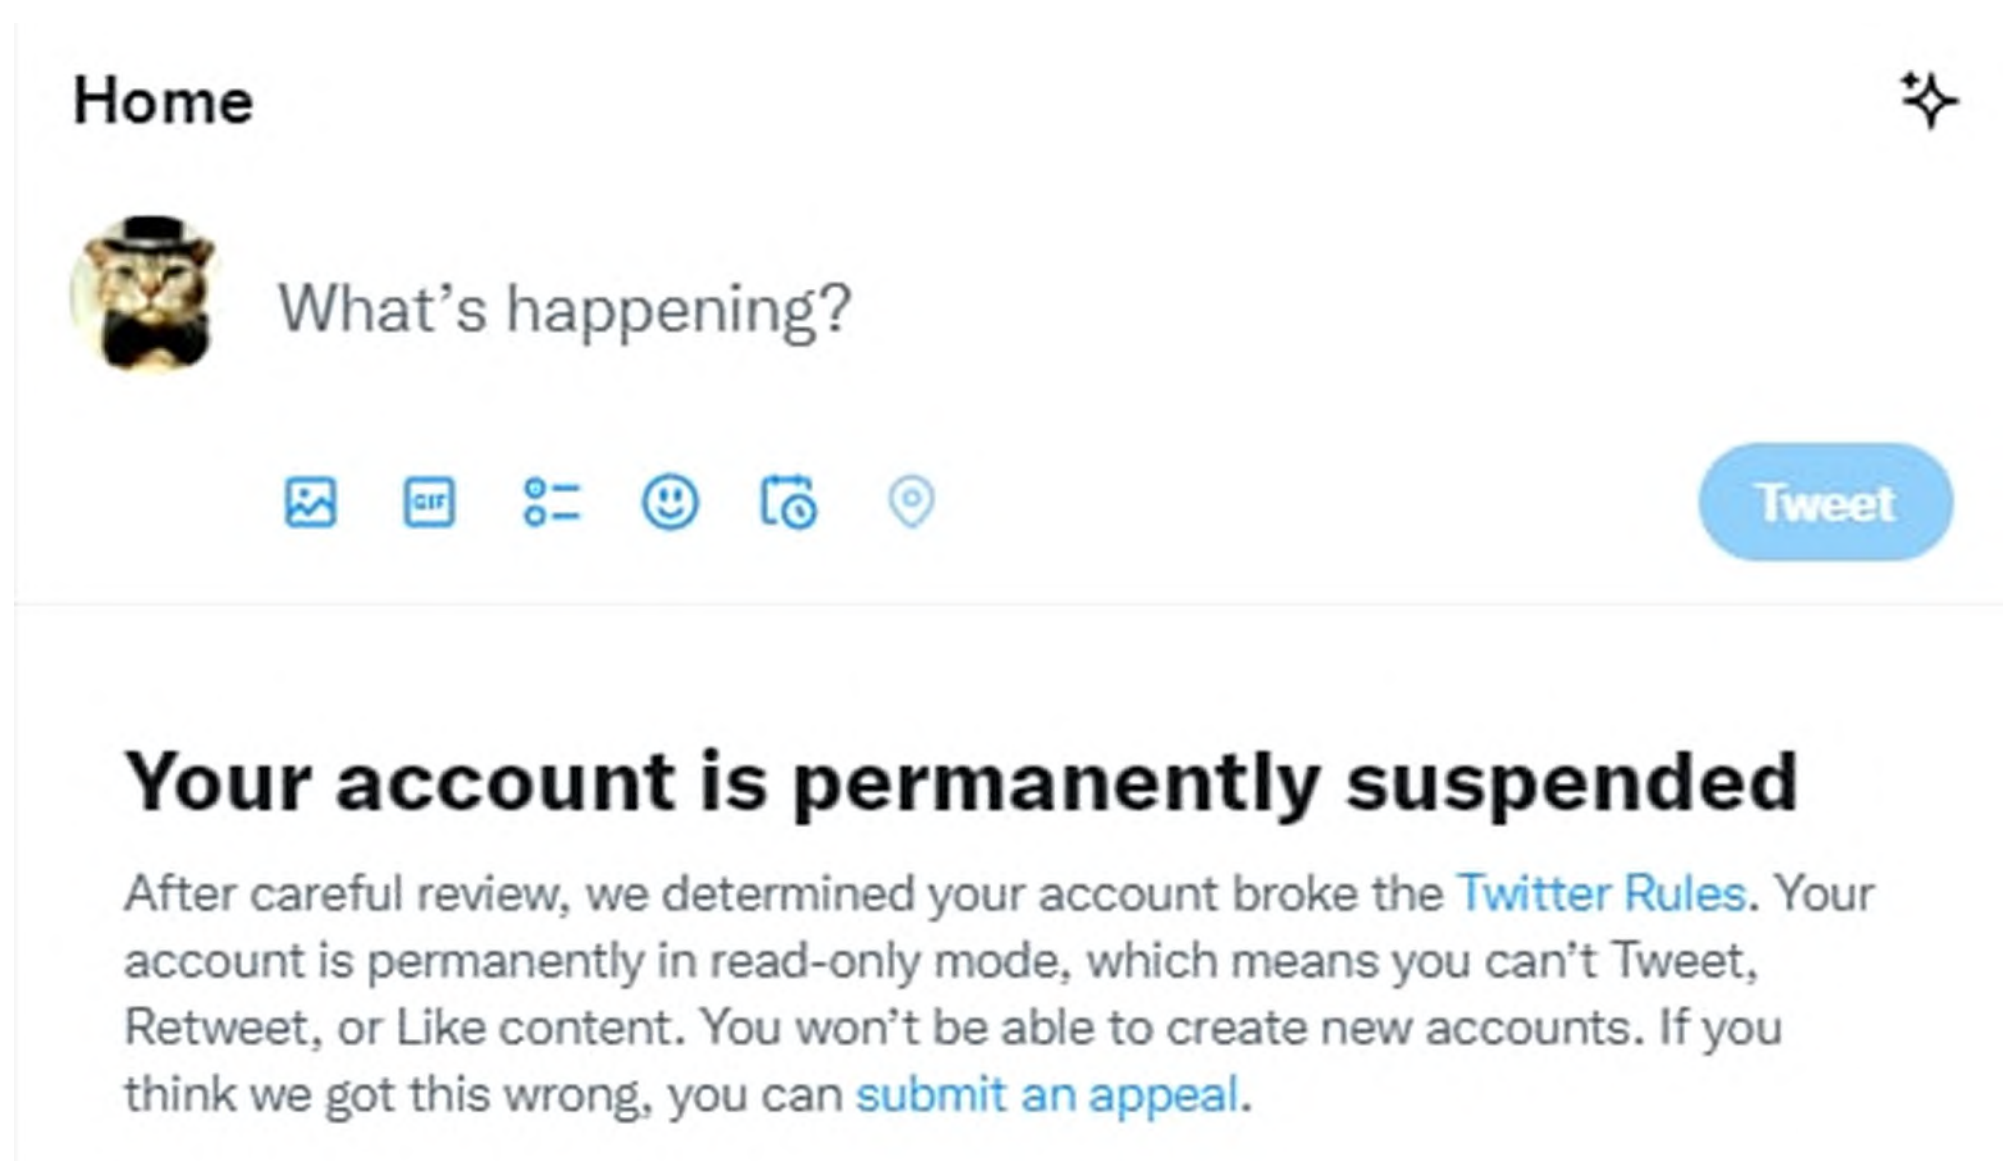 Home
What’s happening?
GIF
Tweet
Your account is permanently suspended
After careful review, we determined your account broke the Twitter Rules. Your
account is permanently in read-only mode, which means you can’t Tweet,
Retweet, or Like content. You won’t be able to create new accounts. If you
think we got this wrong, you can submit an appeal.